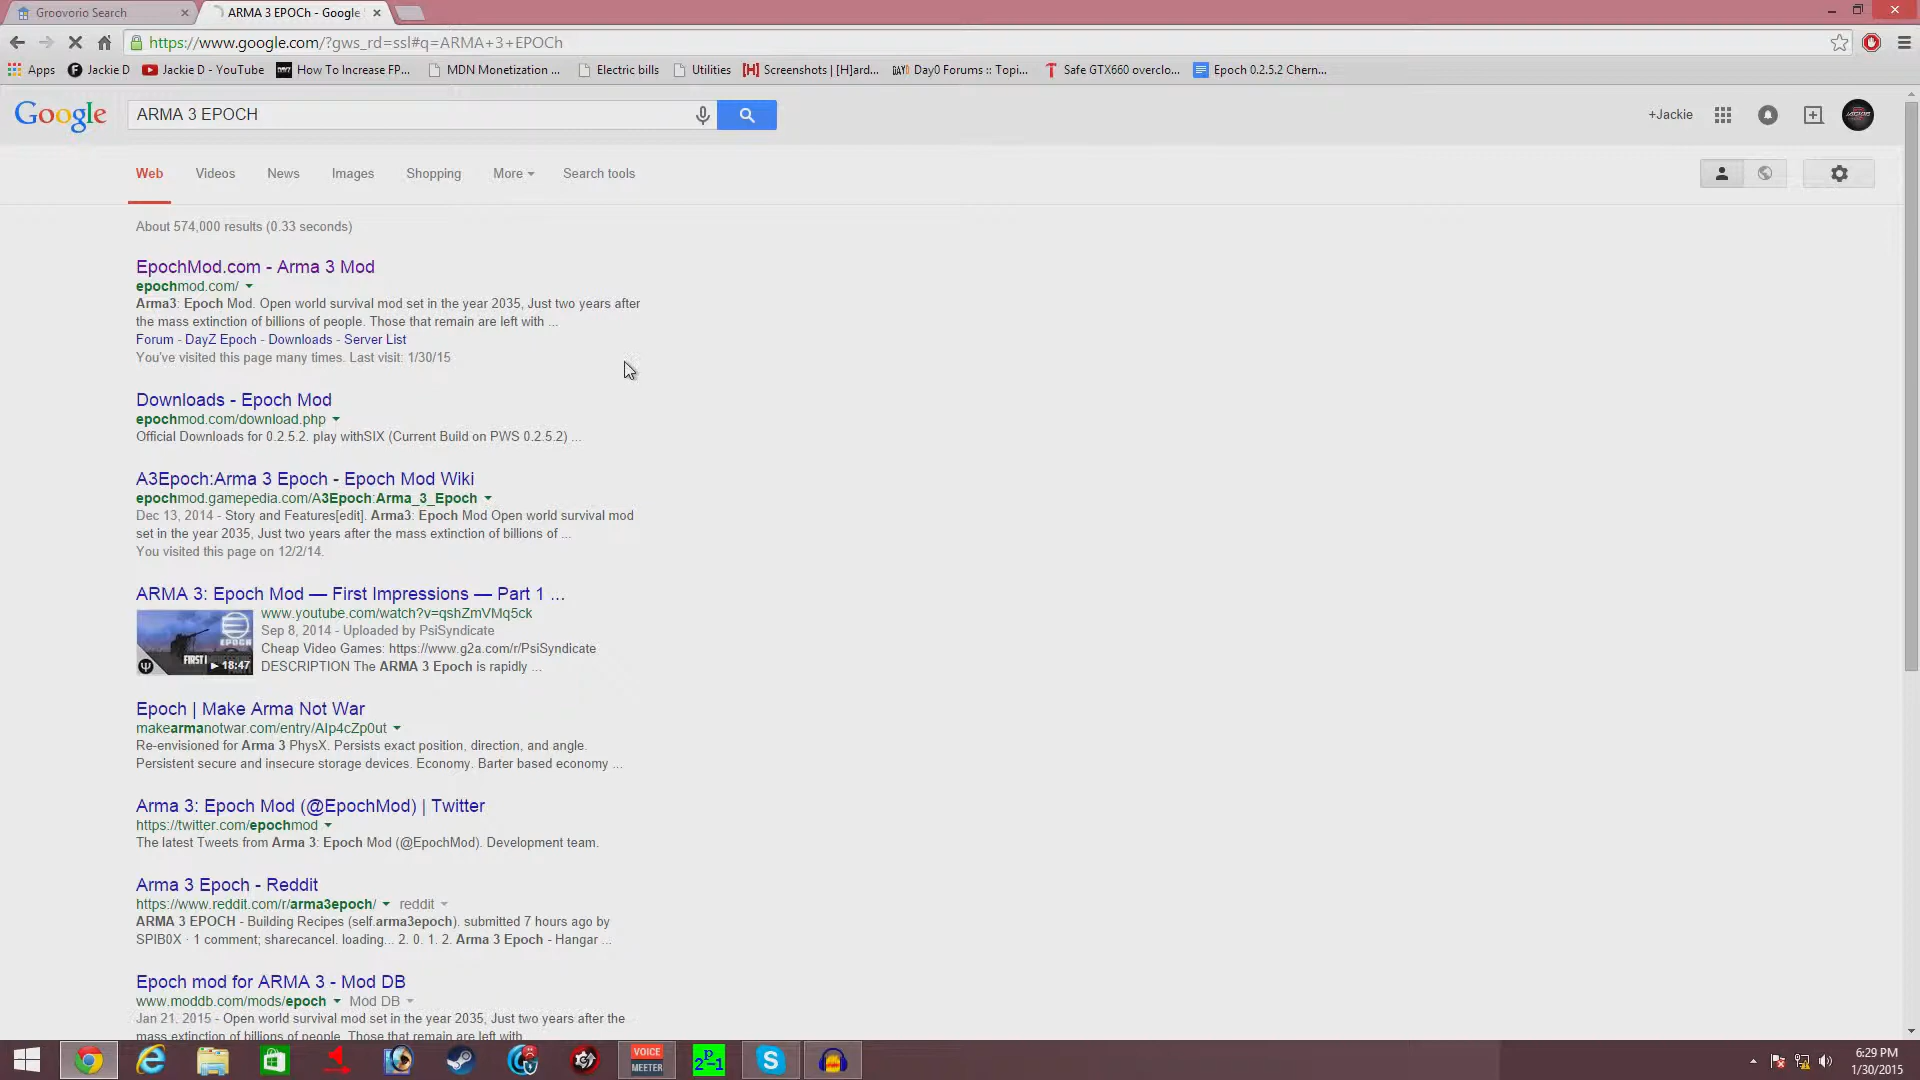 Groovorio Search
ARMA 3 EPOCh - Google
https://www.google.com/?gws_rd=ssl#q=ARMA+3+EPOCh
Apps
Jackie D
Jackie D - YouTube
How To Increase FP...
MDN Monetization ...
Electric bills
Utilities
Screenshots | [H]ard...
Day0 Forums :: Topi...
Safe GTX660 overclo...
Epoch 0.2.5.2 Chern...
Google
ARMA 3 EPOCH
+Jackie
Web
Videos
News
Images
Shopping
More
Search tools
About 574,000 results (0.33 seconds)
EpochMod.com - Arma 3 Mod
epochmod.com/
Arma3: Epoch Mod. Open world survival mod set in the year 2035, Just two years after
the mass extinction of billions of people. Those that remain are left with ...
Forum - DayZ Epoch - Downloads - Server List
You've visited this page many times. Last visit: 1/30/15
Downloads - Epoch Mod
epochmod.com/download.php
Official Downloads for 0.2.5.2. play withSIX (Current Build on PWS 0.2.5.2) ...
A3Epoch:Arma 3 Epoch - Epoch Mod Wiki
epochmod.gamepedia.com/A3Epoch:Arma_3_Epoch
Dec 13, 2014 - Story and Features[edit]. Arma3: Epoch Mod Open world survival mod
set in the year 2035, Just two years after the mass extinction of billions of ...
You visited this page on 12/2/14.
ARMA 3: Epoch Mod — First Impressions — Part 1 ...
www.youtube.com/watch?v=qshZmVMq5ck
Sep 8, 2014 - Uploaded by PsiSyndicate
Cheap Video Games: https://www.g2a.com/r/PsiSyndicate
DESCRIPTION The ARMA 3 Epoch is rapidly ...
EPOCH
FIRST I
18:47
Epoch | Make Arma Not War
makearmanotwar.com/entry/AIp4cZp0ut
Re-envisioned for Arma 3 PhysX. Persists exact position, direction, and angle.
Persistent secure and insecure storage devices. Economy. Barter based economy ...
Arma 3: Epoch Mod (@EpochMod) | Twitter
https://twitter.com/epochmod
The latest Tweets from Arma 3: Epoch Mod (@EpochMod). Development team.
Arma 3 Epoch - Reddit
https://www.reddit.com/r/arma3epoch/
reddit
ARMA 3 EPOCH - Building Recipes (self.arma3epoch). submitted 7 hours ago by
SPIB0X · 1 comment; sharecancel. loading... 2. 0. 1. 2. Arma 3 Epoch - Hangar ...
Epoch mod for ARMA 3 - Mod DB
www.moddb.com/mods/epoch
Mod DB
Jan 21, 2015 - Open world survival mod set in the year 2035, Just two years after the
mass extinction of billions of people. Those that remain are left with
VOICE
MEETER
2^P-1
6:29 PM
1/30/2015